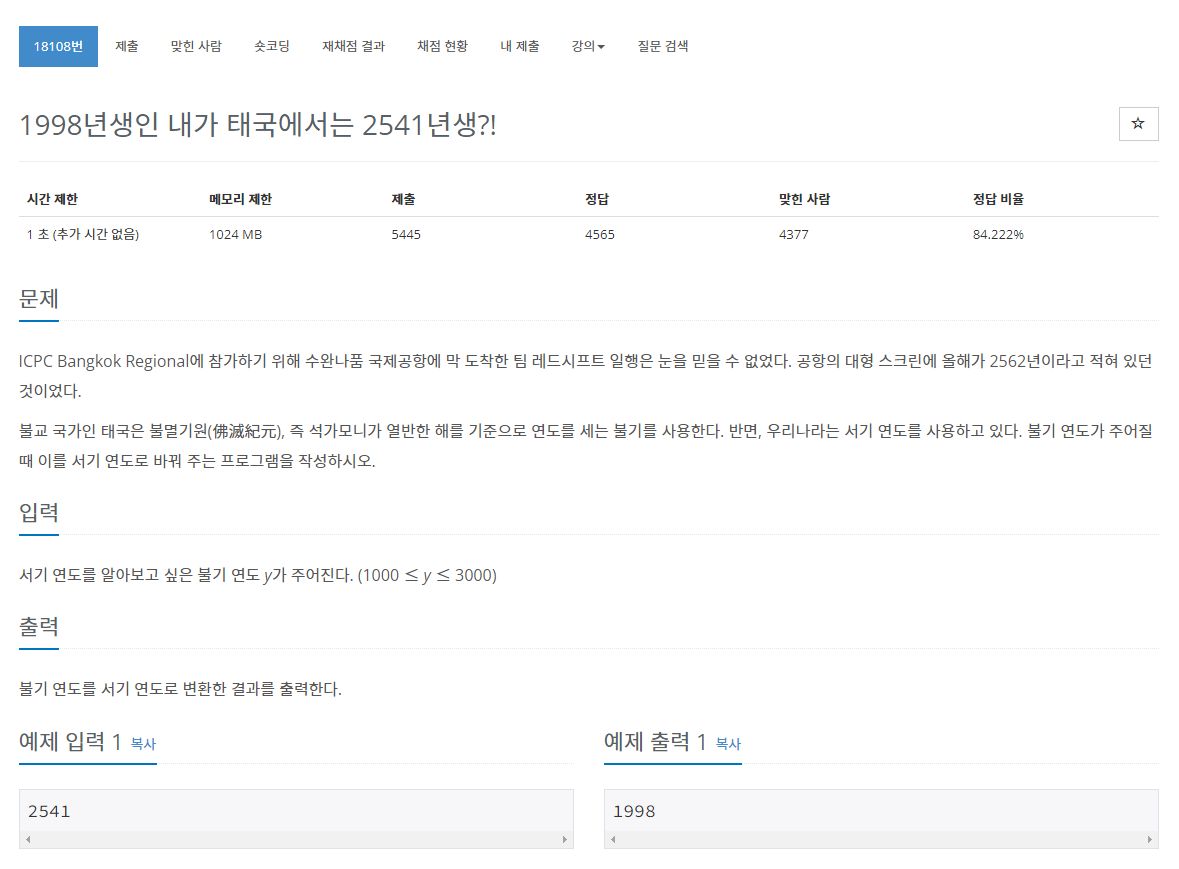 18108번 제출 맞힌 사람 숏코딩 재채점 결과 채점 현황 내 제출 강의 질문 검색
1998년생인 내가 태국에서는 2541년생?!
시간 제한 메모리 제한 제출 정답 맞힌 사람 정답 비율
1 초 (추가 시간 없음) 1024 MB 5445 4565 4377 84.222%
문제
ICPC Bangkok Regional에 참가하기 위해 수완나품 국제공항에 막 도착한 팀 레드시프트 일행은 눈을 믿을 수 없었다. 공항의 대형 스크린에 올해가 2562년이라고 적혀 있던
것이었다.
불교 국가인 태국은 불멸기원(佛滅紀元), 즉 석가모니가 열반한 해를 기준으로 연도를 세는 불기를 사용한다. 반면, 우리나라는 서기 연도를 사용하고 있다. 불기 연도가 주어질
때 이를 서기 연도로 바꿔 주는 프로그램을 작성하시오.
입력
서기 연도를 알아보고 싶은 불기 연도 y가 주어진다. (1000 ≤ y ≤ 3000)
출력
불기 연도를 서기 연도로 변환한 결과를 출력한다.
예제 입력 1 복사
2541
예제 출력 1 복사
1998